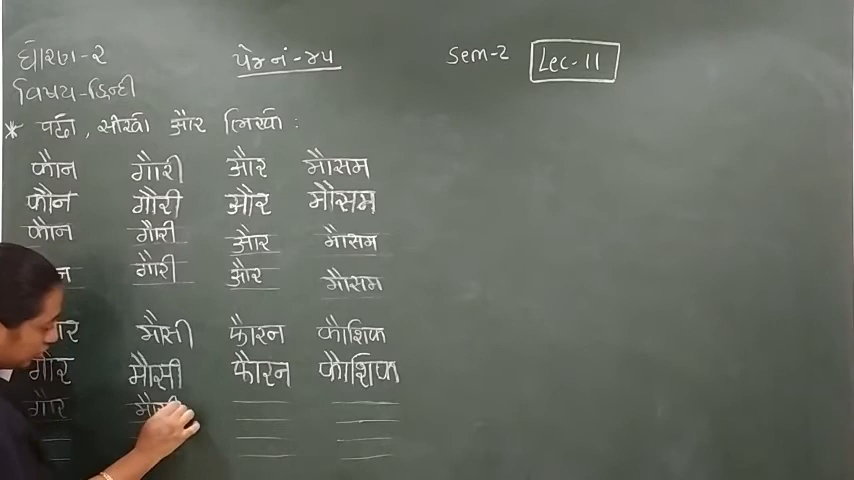 ધોરણ-૨ પેજ નં-૪૫ Sem-2 Lec-11
વિષય-હિન્દી
* पढो, सीखो और लिखो :
कौन गौरी और मौसम
कौन गौरी और मौसम
कौन गौरी और मौसम
न गौरी और मौसम
मौसी फौरन कौशिक
गौर मौसी फौरन कौशिक
गौर